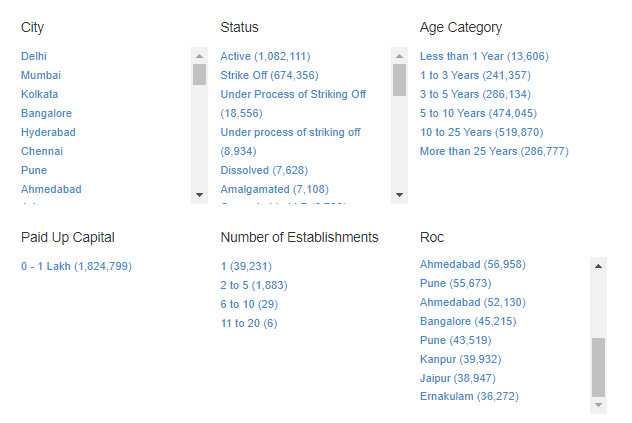 City
Delhi
Mumbai
Kolkata
Bangalore
Hyderabad
Chennai
Pune
Ahmedabad
Status
Active (1,082,111)
Strike Off (674,356)
Under Process of Striking Off
(18,556)
Under process of striking off
(8,934)
Dissolved (7,628)
Amalgamated (7,108)
Age Category
Less than 1 Year (13,606)
1 to 3 Years (241,357)
3 to 5 Years (286,134)
5 to 10 Years (474,045)
10 to 25 Years (519,870)
More than 25 Years (286,777)
Paid Up Capital
0 - 1 Lakh (1,824,799)
Number of Establishments
1 (39,231)
2 to 5 (1,883)
6 to 10 (29)
11 to 20 (6)
Roc
Ahmedabad (56,958)
Pune (55,673)
Ahmedabad (52,130)
Bangalore (45,215)
Pune (43,519)
Kanpur (39,932)
Jaipur (38,947)
Ernakulam (36,272)